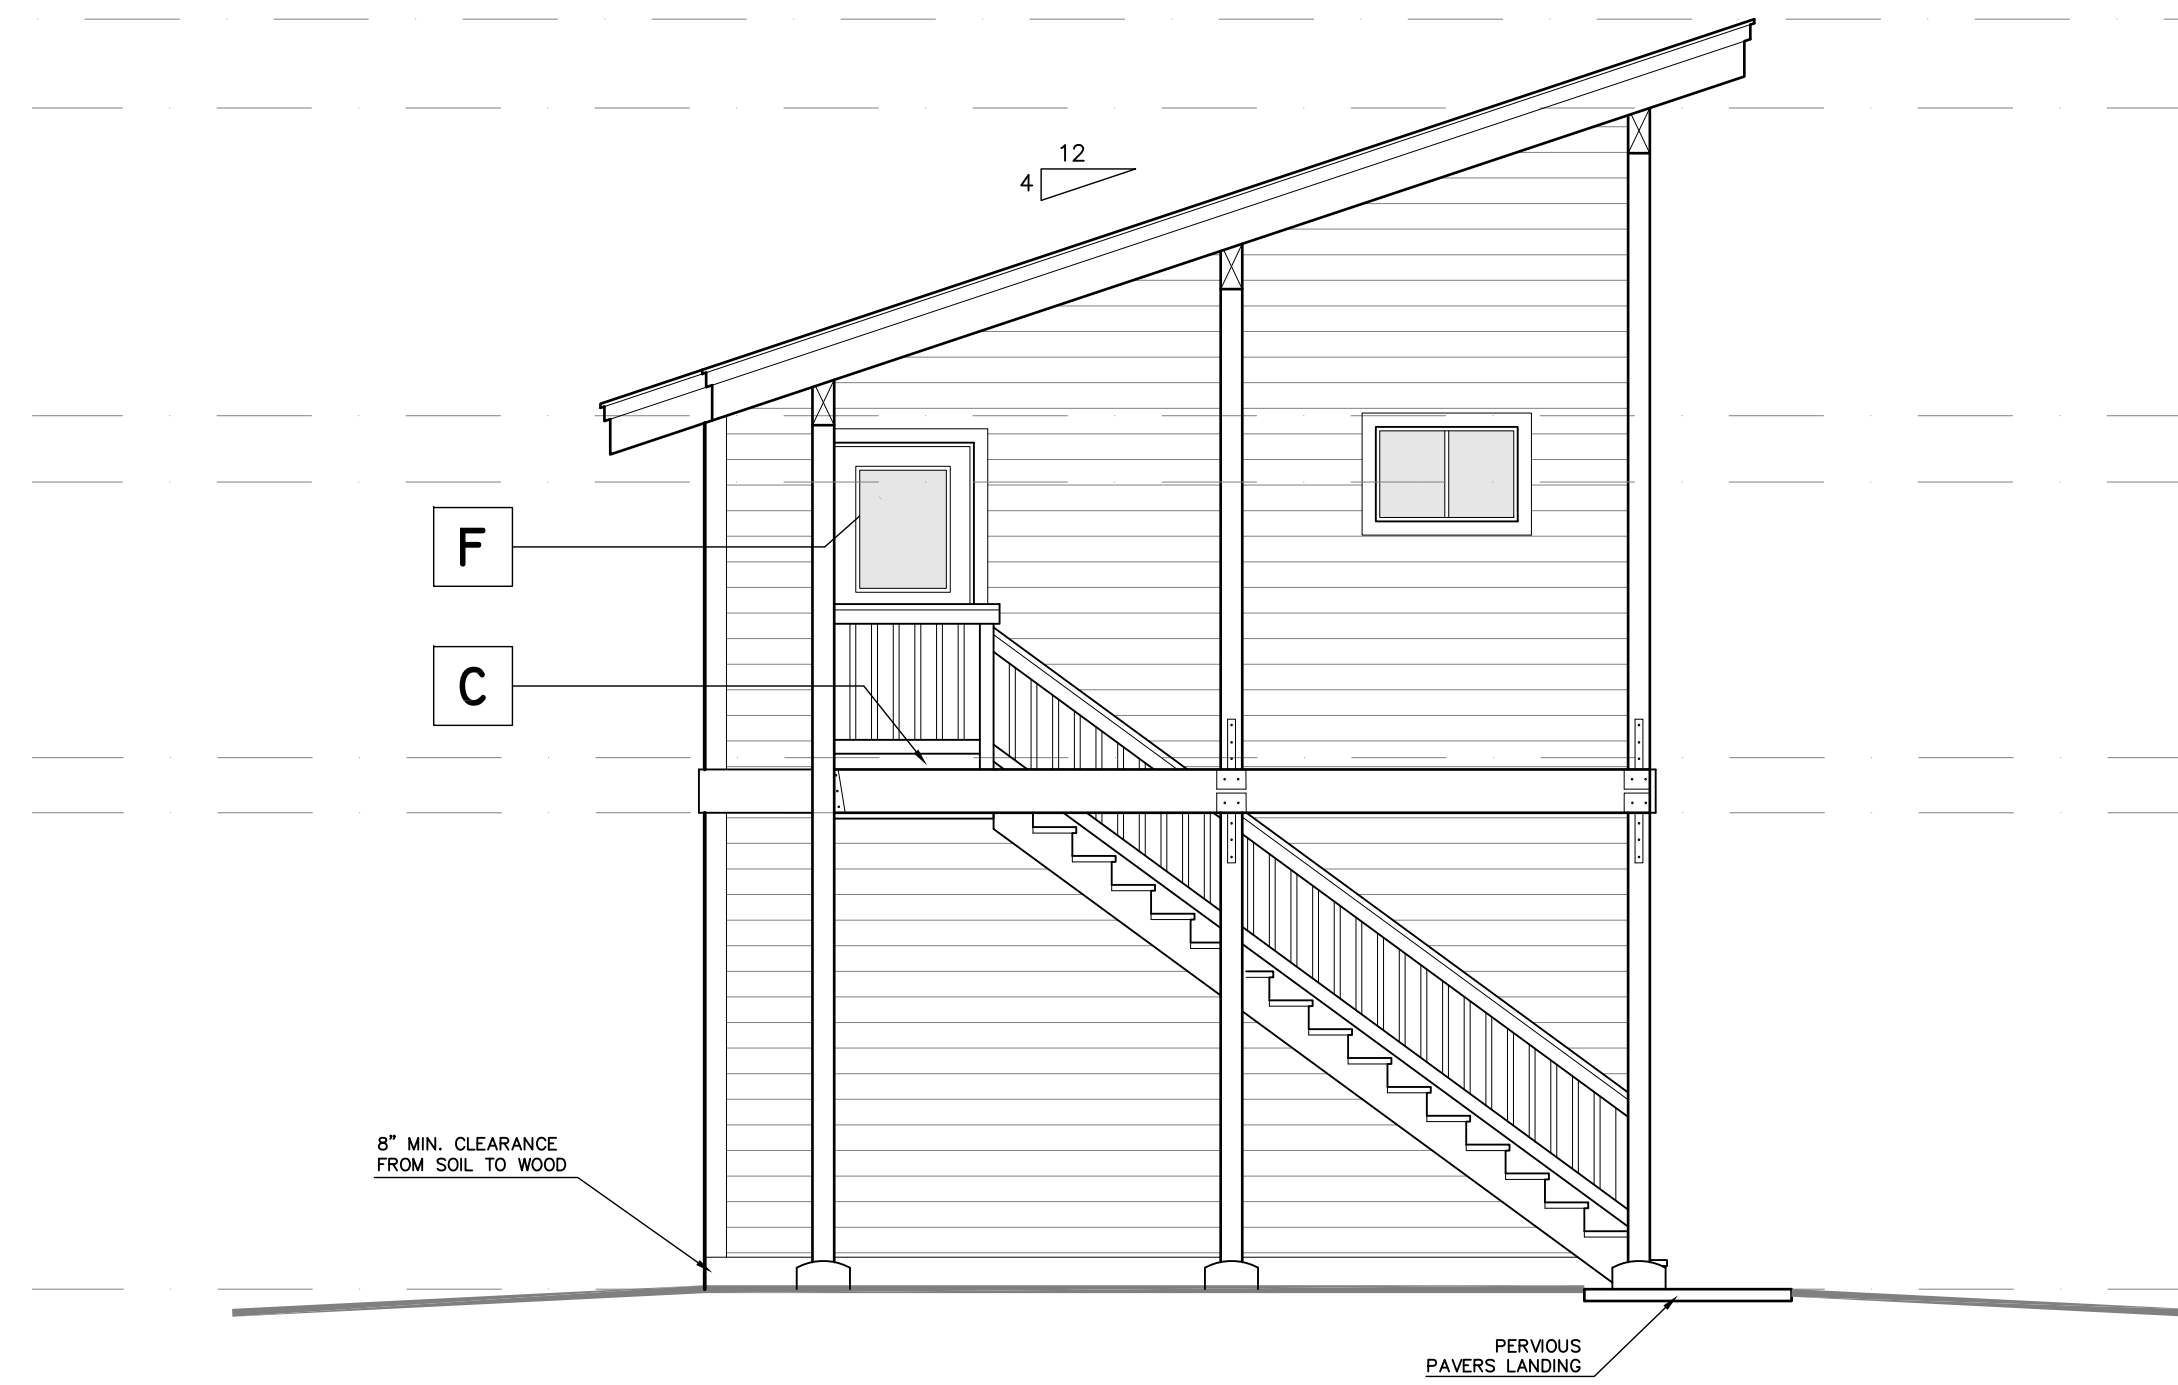 12
4
F
C
8" MIN. CLEARANCE
FROM SOIL TO WOOD
PERVIOUS
PAVERS LANDING